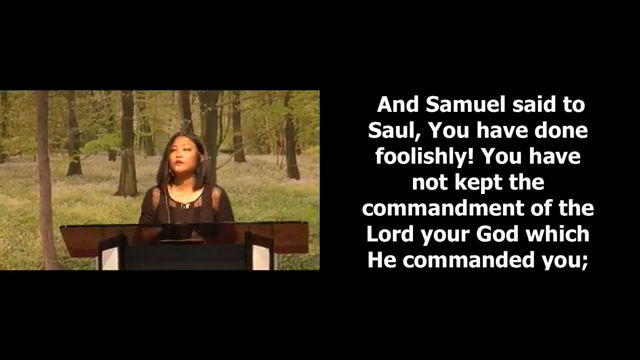 And Samuel said to
Saul, You have done
foolishly! You have
not kept the
commandment of the
Lord your God which
He commanded you;